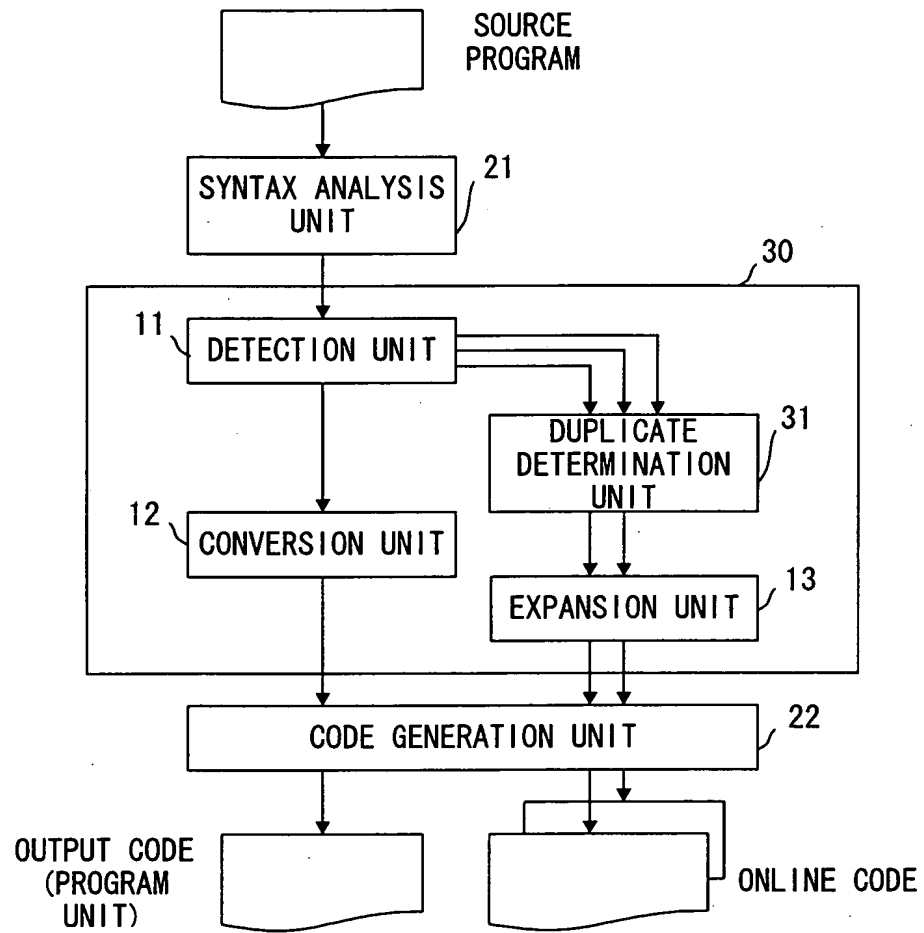 SOURCE
PROGRAM
SYNTAX ANALYSIS
UNIT
21
30
11
DETECTION UNIT
DUPLICATE
DETERMINATION
UNIT
31
12
CONVERSION UNIT
EXPANSION UNIT
13
CODE GENERATION UNIT
22
OUTPUT CODE
(PROGRAM
UNIT)
ONLINE CODE